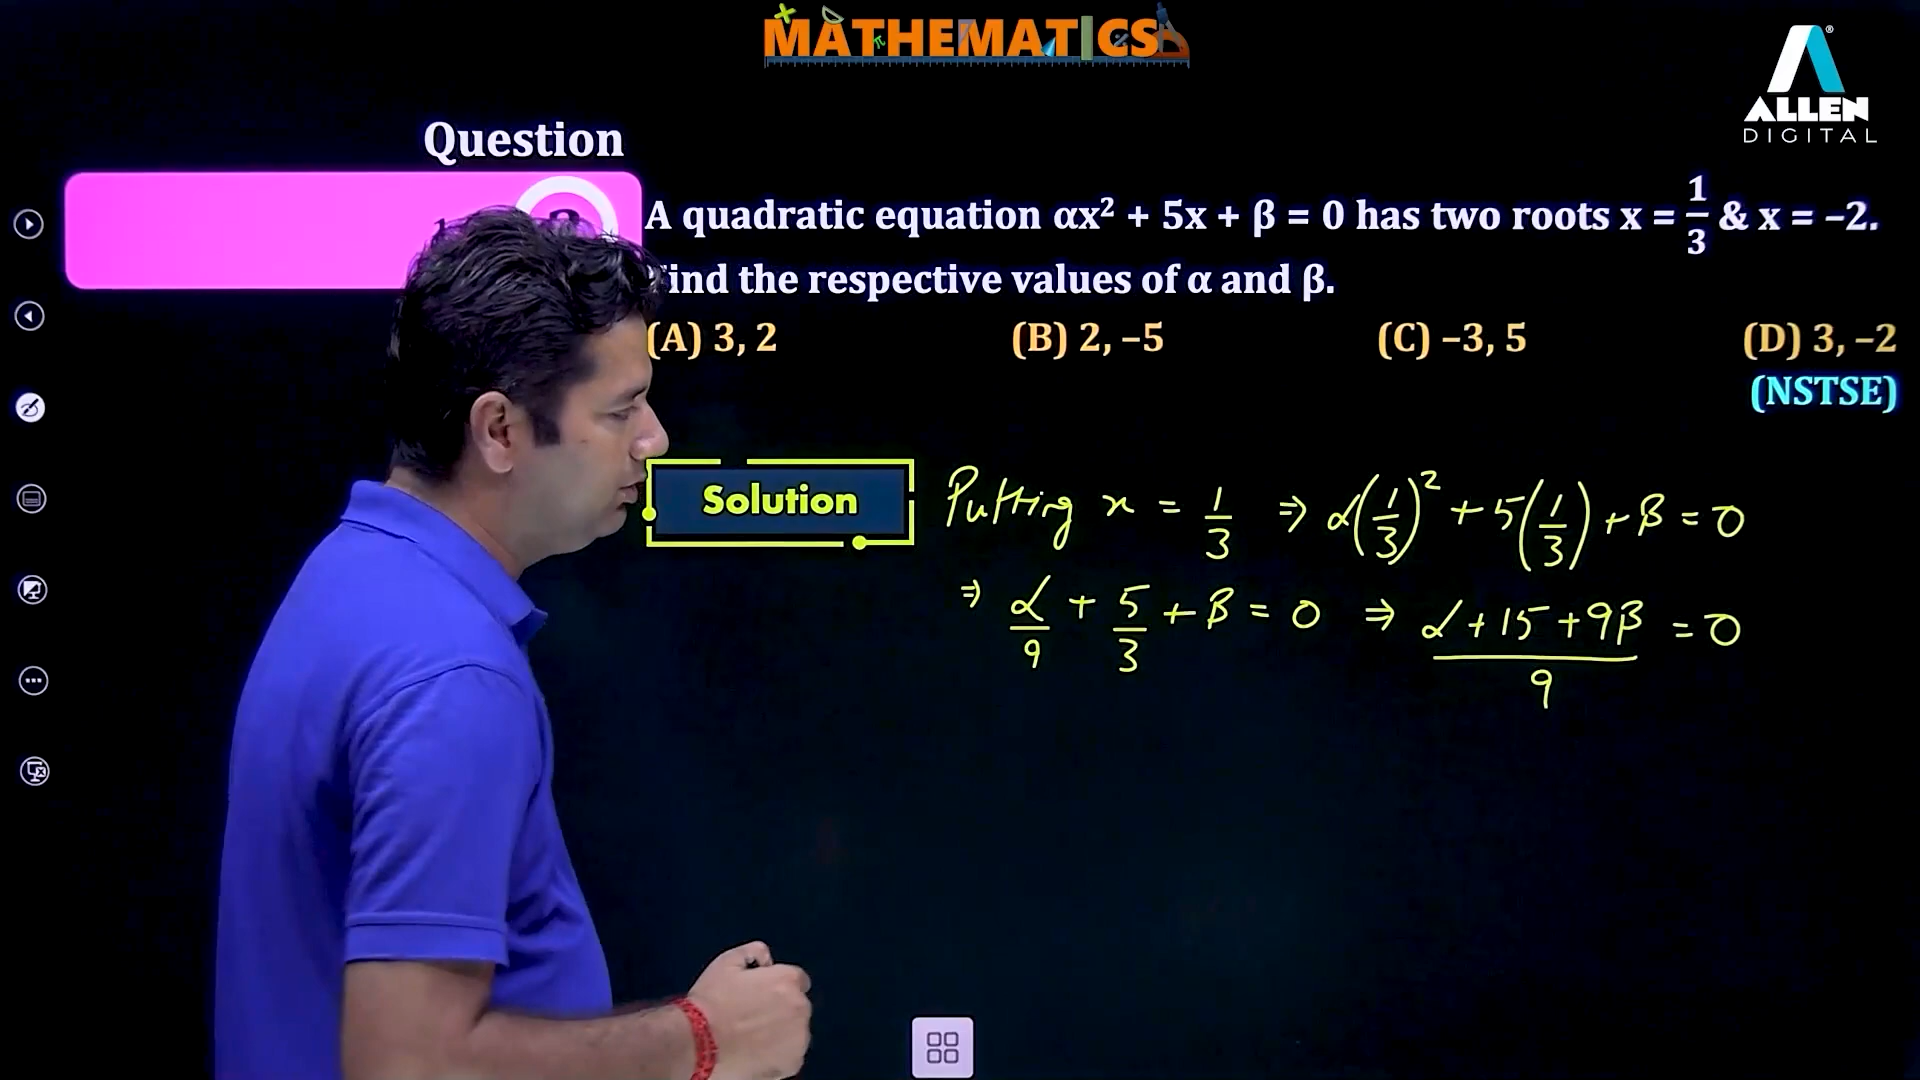 MATHEMATICS
ALLEN
DIGITAL
Question
A quadratic equation αx² + 5x + β = 0 has two roots x = 1/3 & x = –2.
Find the respective values of α and β.
(A) 3, 2 (B) 2, –5 (C) –3, 5 (D) 3, –2
(NSTSE)
Solution
Putting x = 1/3 ⇒ α(1/3)² + 5(1/3) + β = 0
⇒ α/9 + 5/3 + β = 0 ⇒ (α + 15 + 9β)/9 = 0